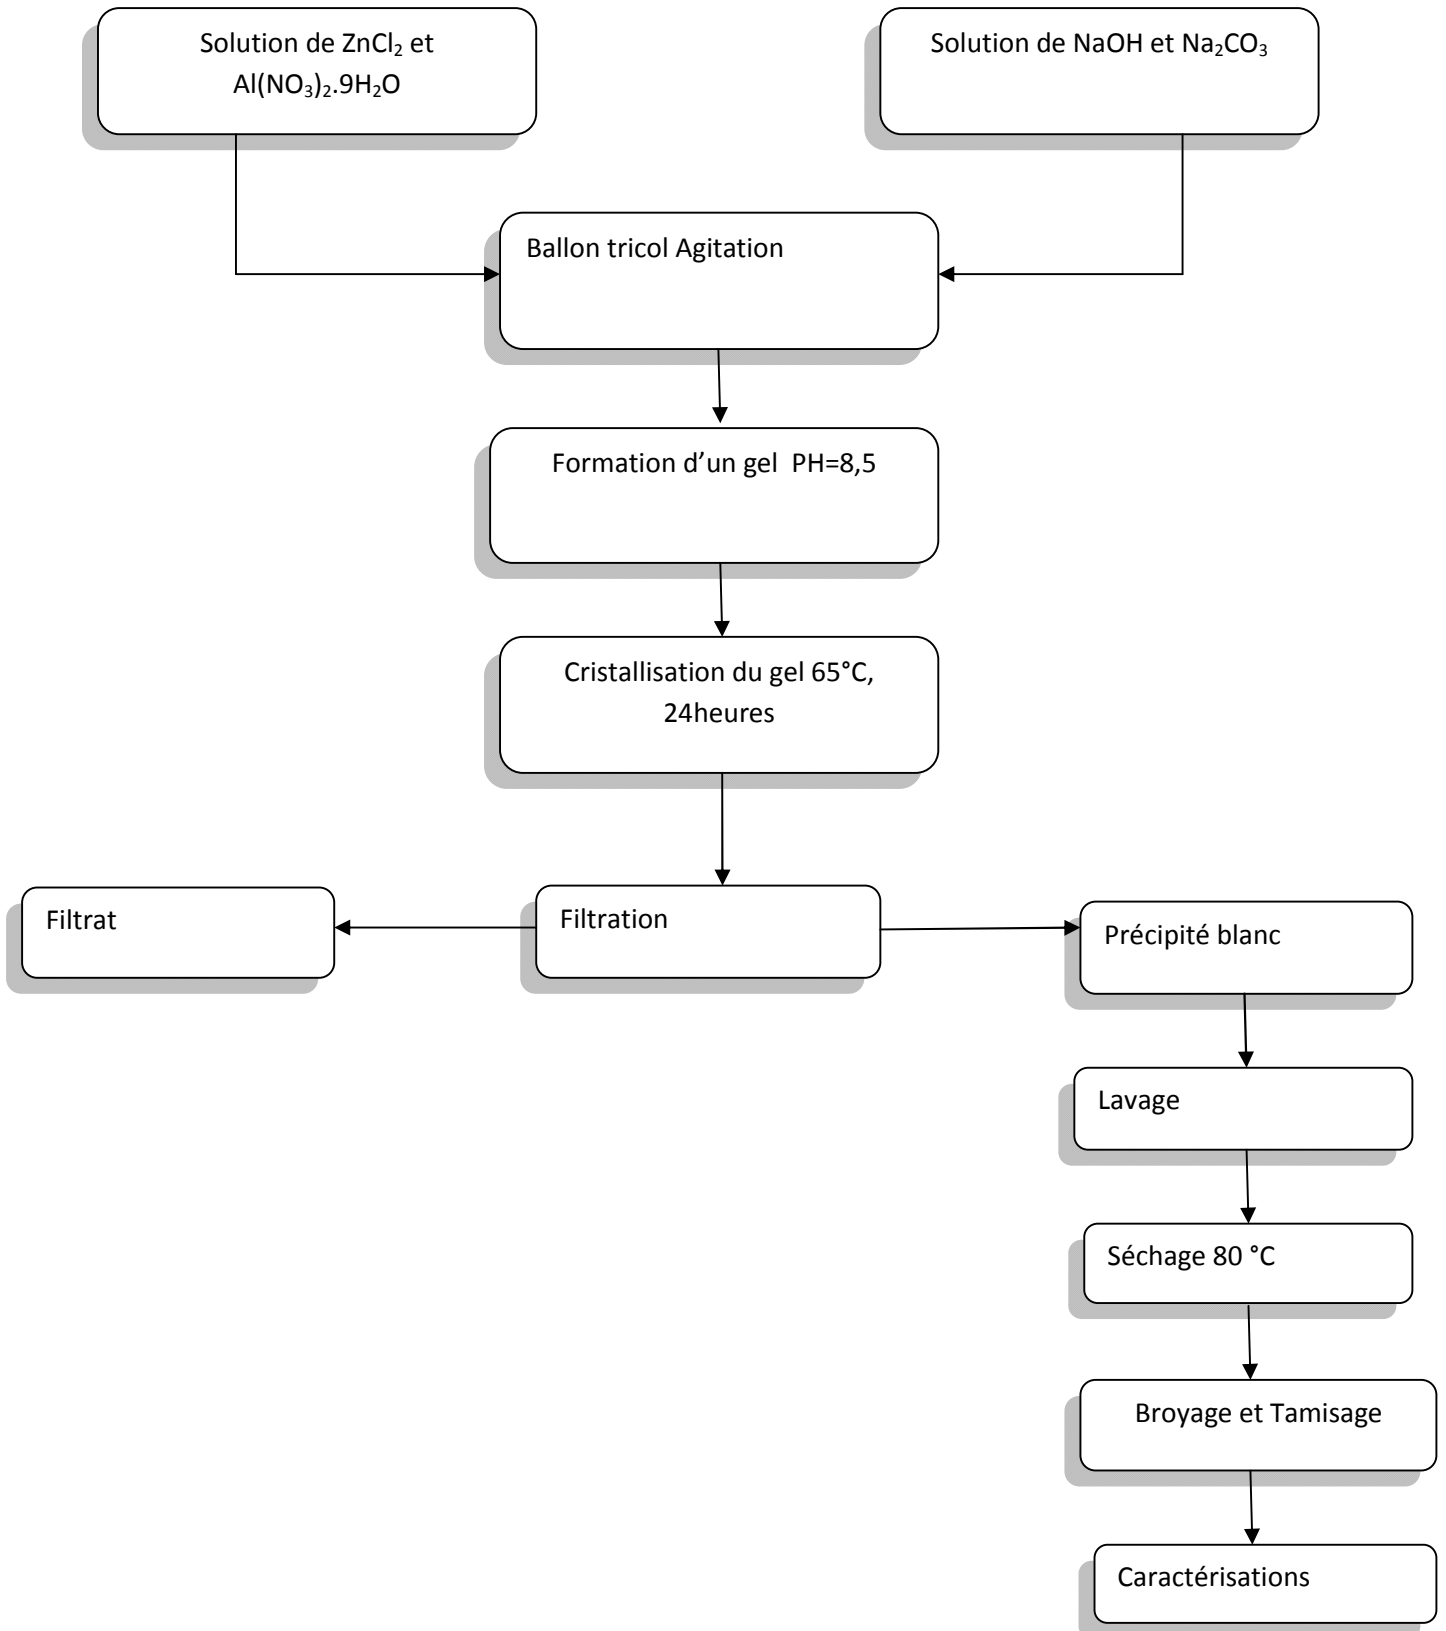 Solution de ZnCl₂ et
Al(NO₃)₂.9H₂O
Solution de NaOH et Na₂CO₃
Ballon tricol Agitation
Formation d’un gel  PH=8,5
Cristallisation du gel 65°C,
24heures
Filtrat
Filtration
Précipité blanc
Lavage
Séchage 80 °C
Broyage et Tamisage
Caractérisations